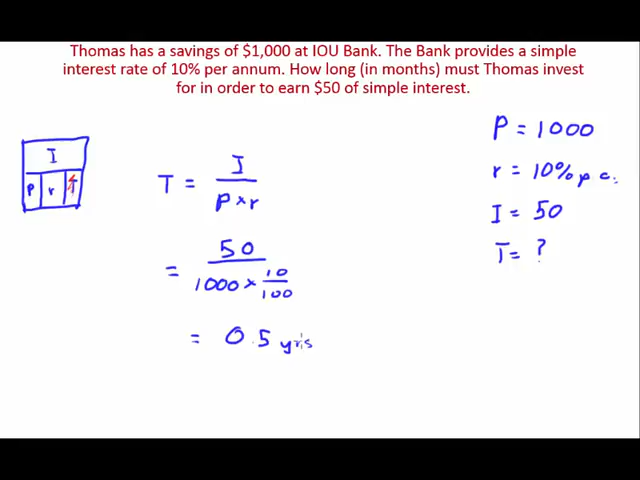 Thomas has a savings of $1,000 at IOU Bank. The Bank provides a simple
interest rate of 10% per annum. How long (in months) must Thomas invest
for in order to earn $50 of simple interest.
P = 1000
I
r = 10% p a.
P r T
T = I / P × r
I = 50
T = ?
= 50 / 1000 × 10/100
= 0.5 yrs